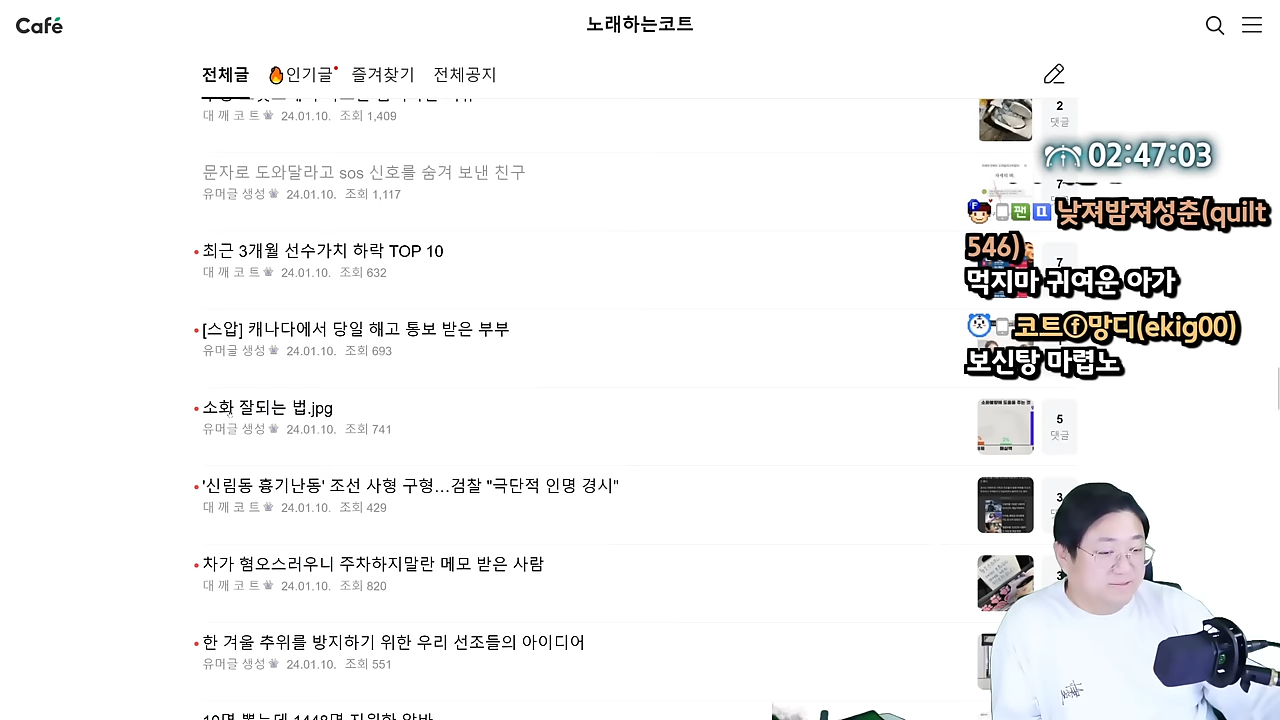 Café
노래하는코트
전체글 인기글 즐겨찾기 전체공지
대 깨 코 트 24.01.10. 조회 1,409
2
댓글
문자로 도와달라고 sos 신호를 숨겨 보낸 친구
유머글 생성 24.01.10. 조회 1,117
7
02:47:03
팬
낮져밤져성춘(quilt
546)
먹지마 귀여운 아가
최근 3개월 선수가치 하락 TOP 10
대 깨 코 트 24.01.10. 조회 632
7
코트ⓕ망디(ekig00)
보신탕 마렵노
[스압] 캐나다에서 당일 해고 통보 받은 부부
유머글 생성 24.01.10. 조회 693
소화 잘되는 법.jpg
유머글 생성 24.01.10. 조회 741
5
댓글
'신림동 흉기난동' 조선 사형 구형...검찰 "극단적 인명 경시"
대 깨 코 트 24.01.10. 조회 429
3
차가 혐오스러우니 주차하지말란 메모 받은 사람
대 깨 코 트 24.01.10. 조회 820
3
한 겨울 추위를 방지하기 위한 우리 선조들의 아이디어
유머글 생성 24.01.10. 조회 551